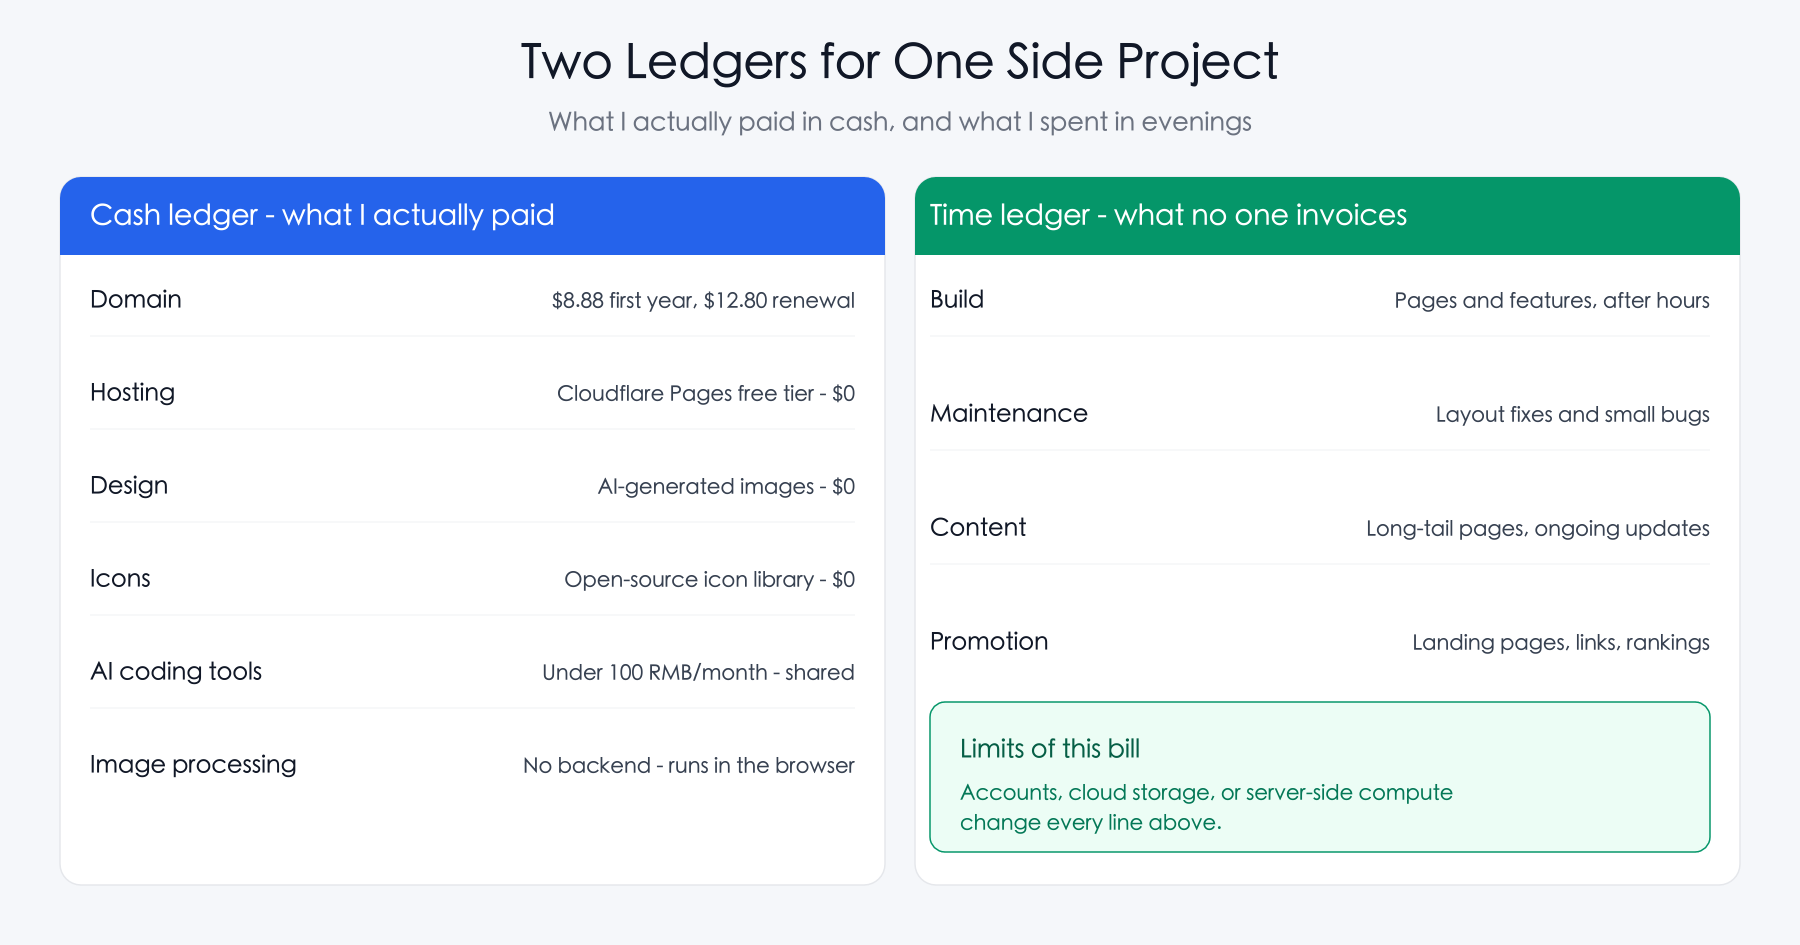 Two Ledgers for One Side Project
What I actually paid in cash, and what I spent in evenings
Cash ledger - what I actually paid
Domain $8.88 first year, $12.80 renewal
Hosting Cloudflare Pages free tier - $0
Design AI-generated images - $0
Icons Open-source icon library - $0
AI coding tools Under 100 RMB/month - shared
Image processing No backend - runs in the browser
Time ledger - what no one invoices
Build Pages and features, after hours
Maintenance Layout fixes and small bugs
Content Long-tail pages, ongoing updates
Promotion Landing pages, links, rankings
Limits of this bill
Accounts, cloud storage, or server-side compute
change every line above.